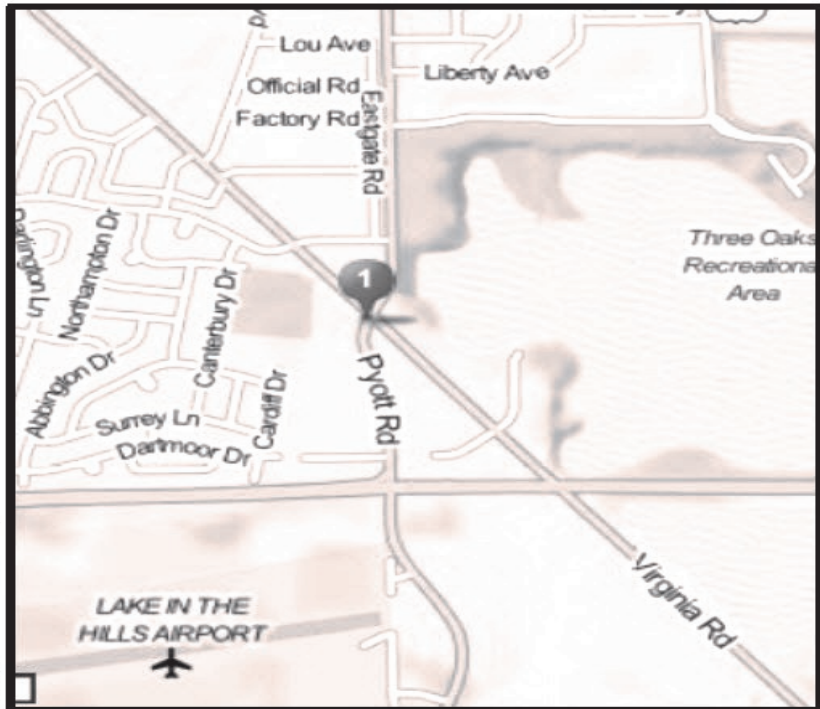 Lou Ave
Liberty Ave
Official Rd
Factory Rd
Eastgate Rd
Three Oaks
Recreationa
Area
1
Darlington Ln
Northampton Dr
Canterbury Dr
Abbington Dr
Pyott Rd
Cardiff Dr
Surrey Ln
Dartmoor Dr
Virginia Rd
LAKE IN THE
HILLS AIRPORT